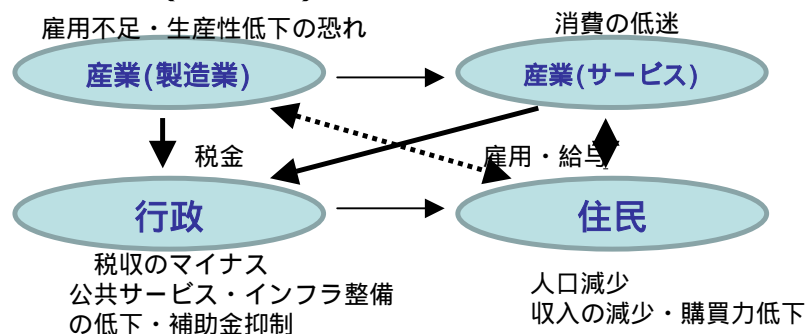 雇用不足・生産性低下の恐れ
消費の低迷
産業(製造業)
産業(サービス)
税金
雇用・給与
行政
住民
税収のマイナス
公共サービス・インフラ整備
の低下・補助金抑制
人口減少
収入の減少・購買力低下